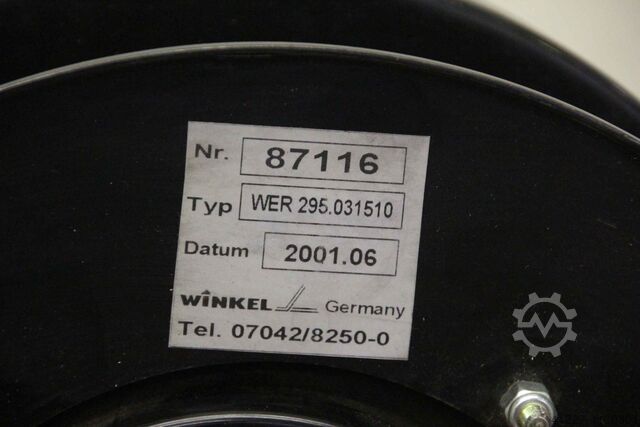 Nr. 87116
Typ WER 295.031510
Datum 2001.06
WiNKEL Germany
Tel. 07042/8250-0